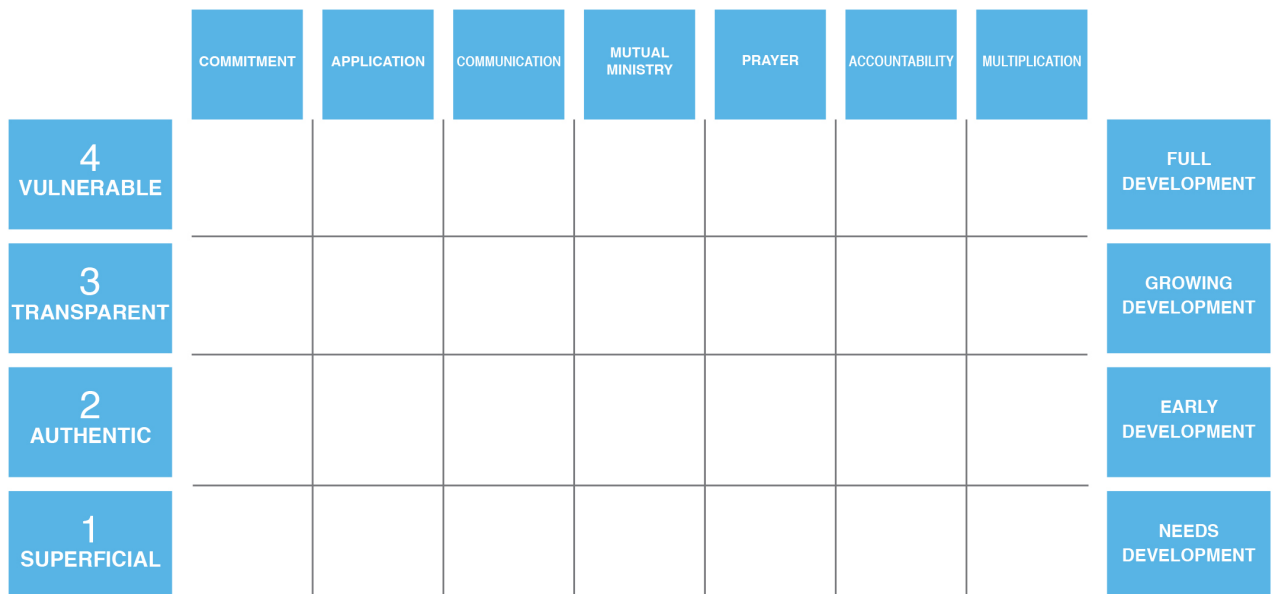 COMMITMENT
APPLICATION
COMMUNICATION
MUTUAL
MINISTRY
PRAYER
ACCOUNTABILITY
MULTIPLICATION
4
VULNERABLE
FULL
DEVELOPMENT
3
TRANSPARENT
GROWING
DEVELOPMENT
2
AUTHENTIC
EARLY
DEVELOPMENT
1
SUPERFICIAL
NEEDS
DEVELOPMENT